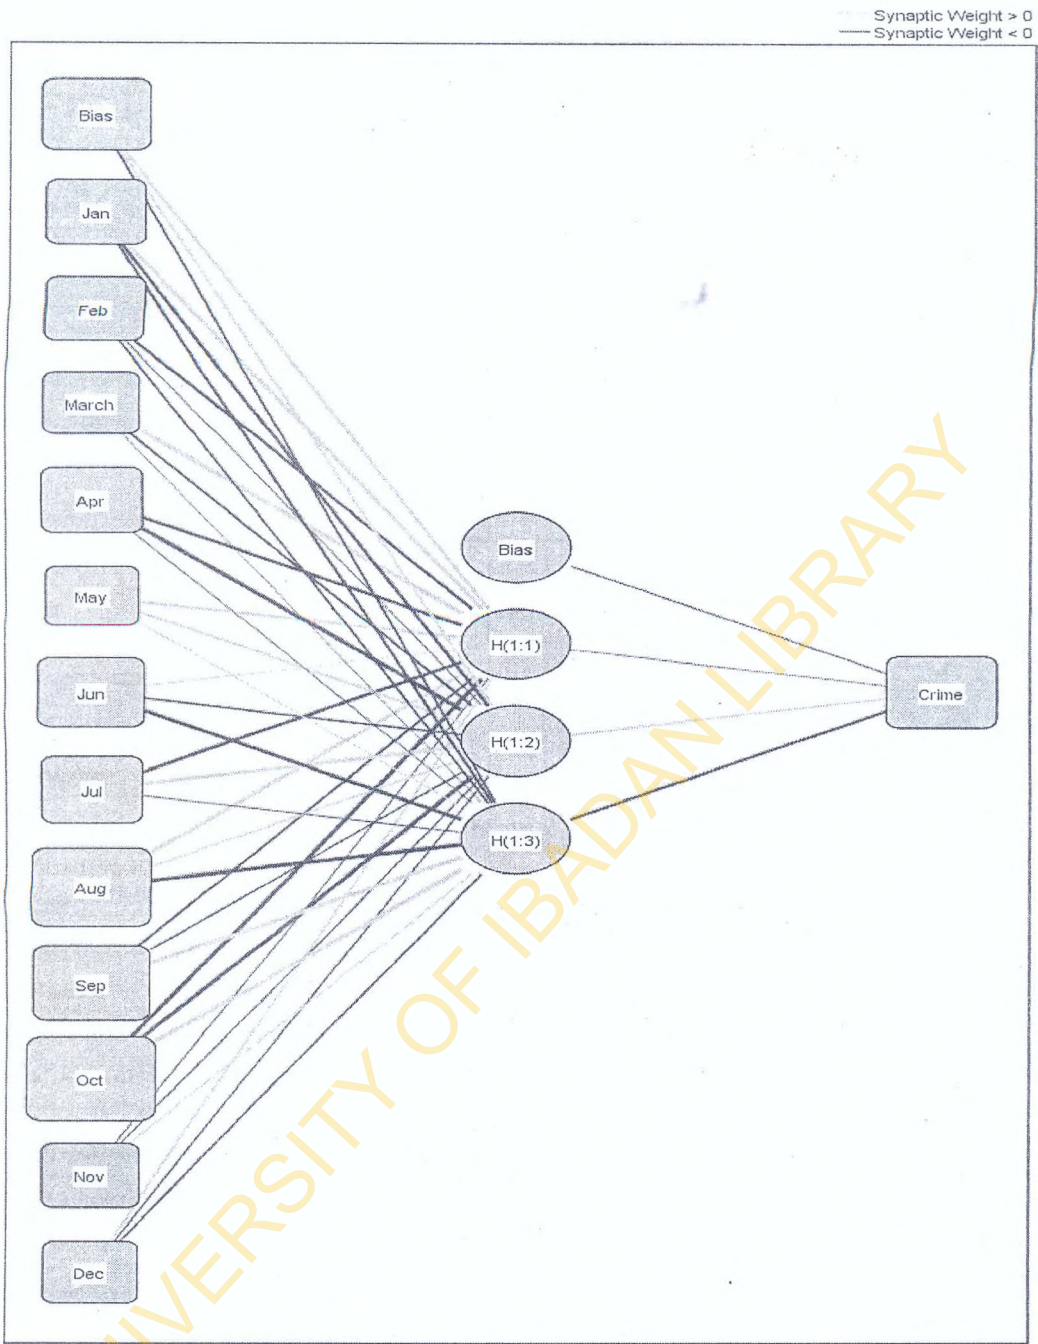 Synaptic Weight > 0
Synaptic Weight < 0
Bias
Jan
Feb
March
Apr
May
Jun
Jul
Aug
Sep
Oct
Nov
Dec
Bias
H(1:1)
H(1:2)
H(1:3)
Crime
UNIVERSITY OF IBADAN LIBRARY